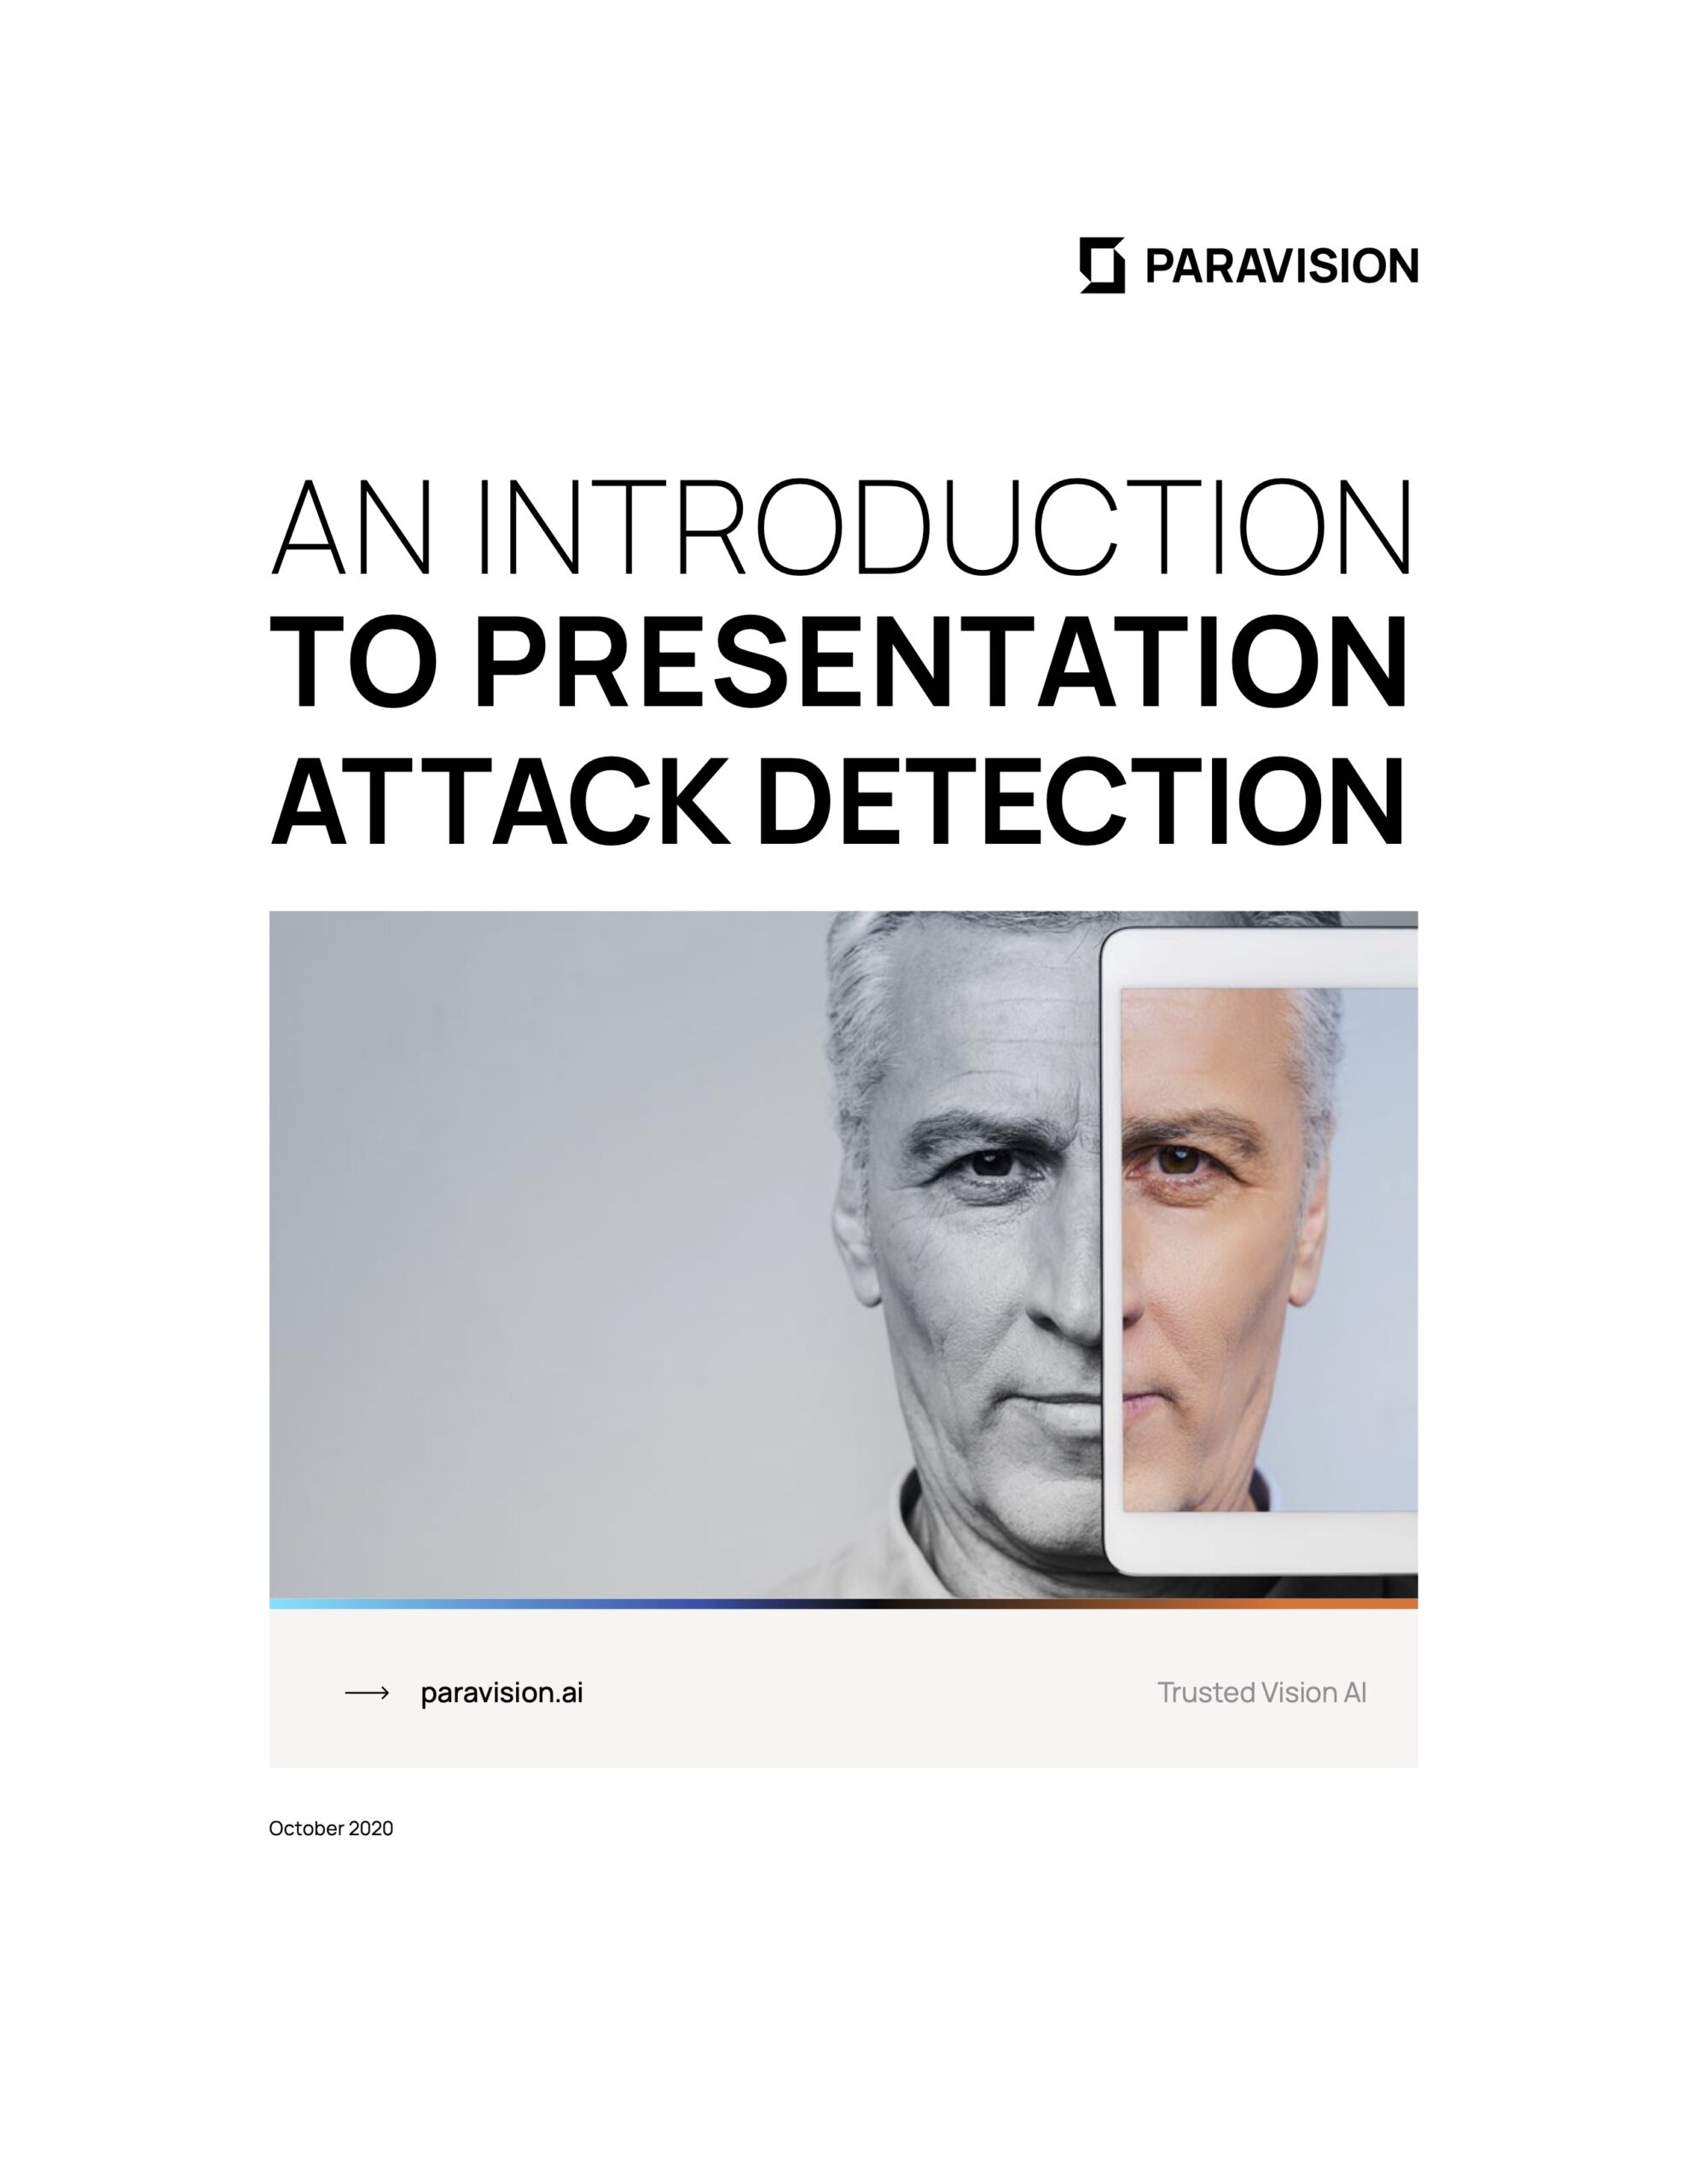 PARAVISION
AN INTRODUCTION
TO PRESENTATION
ATTACK DETECTION
paravision.ai
Trusted Vision AI
October 2020